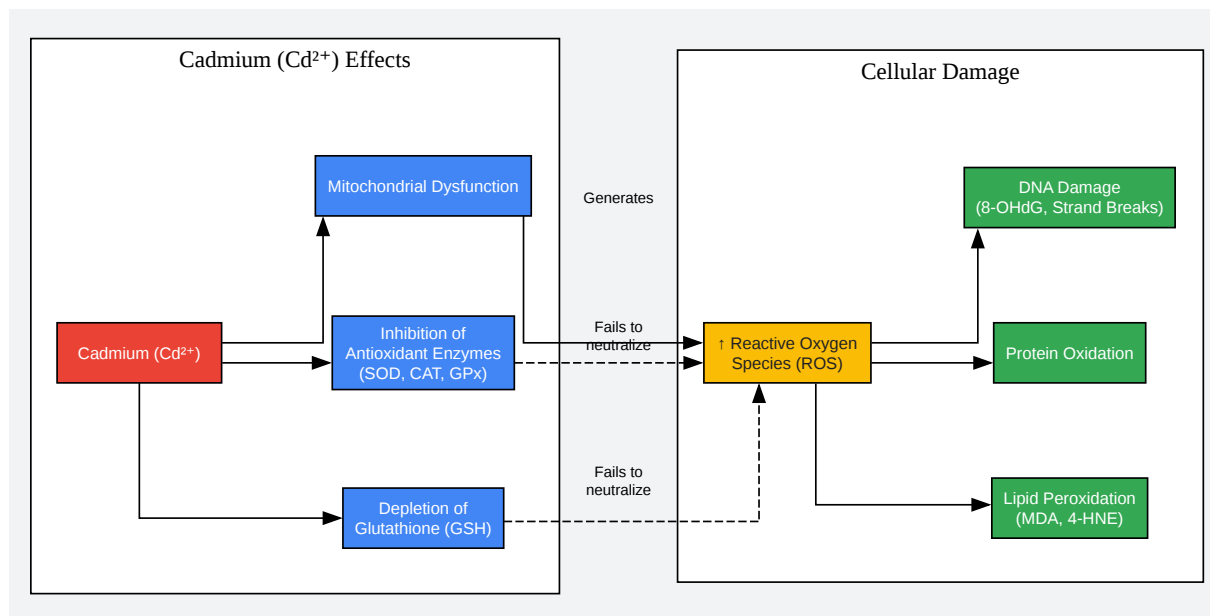 Cadmium (Cd²⁺) Effects
Cellular Damage
Mitochondrial Dysfunction
Generates
DNA Damage
(8-OHdG, Strand Breaks)
Cadmium (Cd²⁺)
Inhibition of
Antioxidant Enzymes
(SOD, CAT, GPx)
Fails to
neutralize
↑ Reactive Oxygen
Species (ROS)
Protein Oxidation
Depletion of
Glutathione (GSH)
Fails to
neutralize
Lipid Peroxidation
(MDA, 4-HNE)